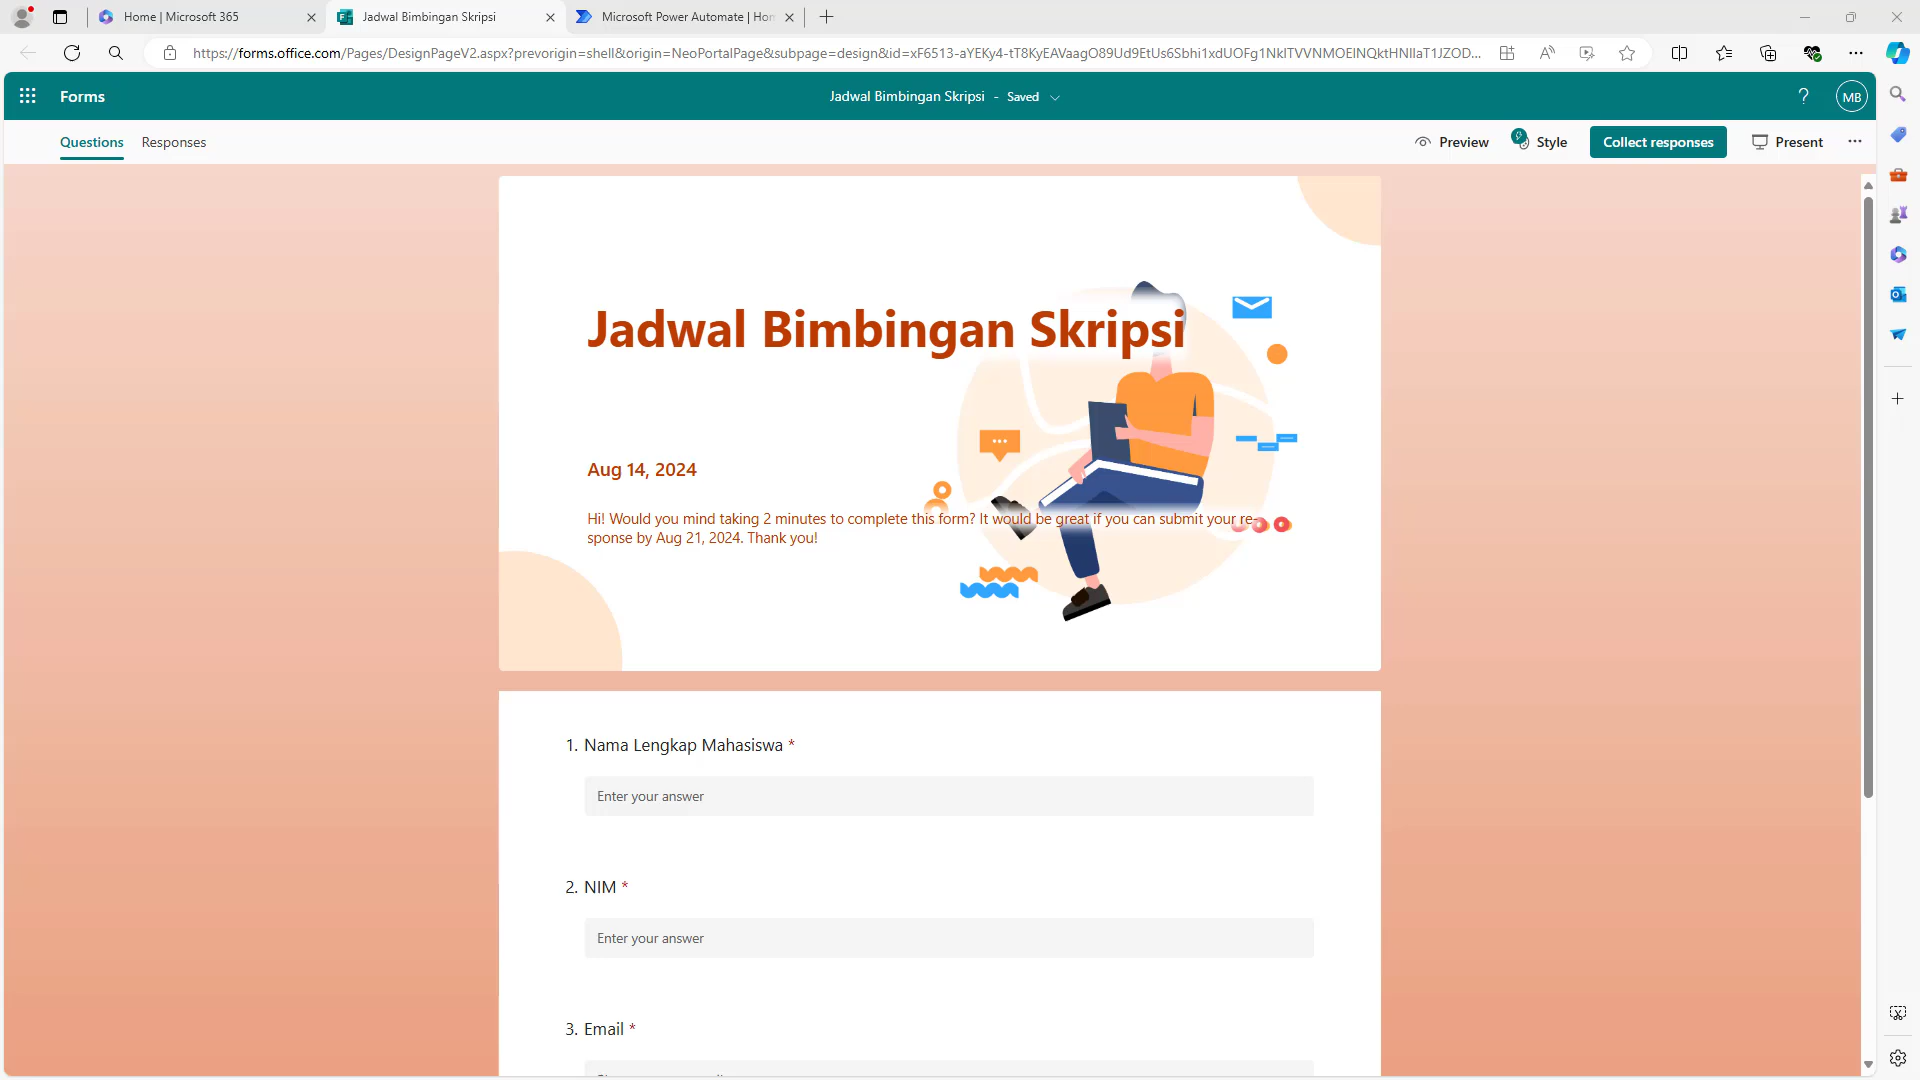 Home | Microsoft 365
Jadwal Bimbingan Skripsi
Microsoft Power Automate | Hon
https://forms.office.com/Pages/DesignPageV2.aspx?prevorigin=shell&origin=NeoPortalPage&subpage=design&id=xF6513-aYEKy4-tT8KyEAVaagO89Ud9EtUs6Sbhi1xdUOFg1NklTVVNMOElNQktHNllaT1JZOD...
Forms
Jadwal Bimbingan Skripsi - Saved
?
MB
Questions
Responses
Preview
Style
Collect responses
Present
Jadwal Bimbingan Skripsi
Aug 14, 2024
Hi! Would you mind taking 2 minutes to complete this form? It would be great if you can submit your re-
sponse by Aug 21, 2024. Thank you!
1. Nama Lengkap Mahasiswa *
Enter your answer
2. NIM *
Enter your answer
3. Email *